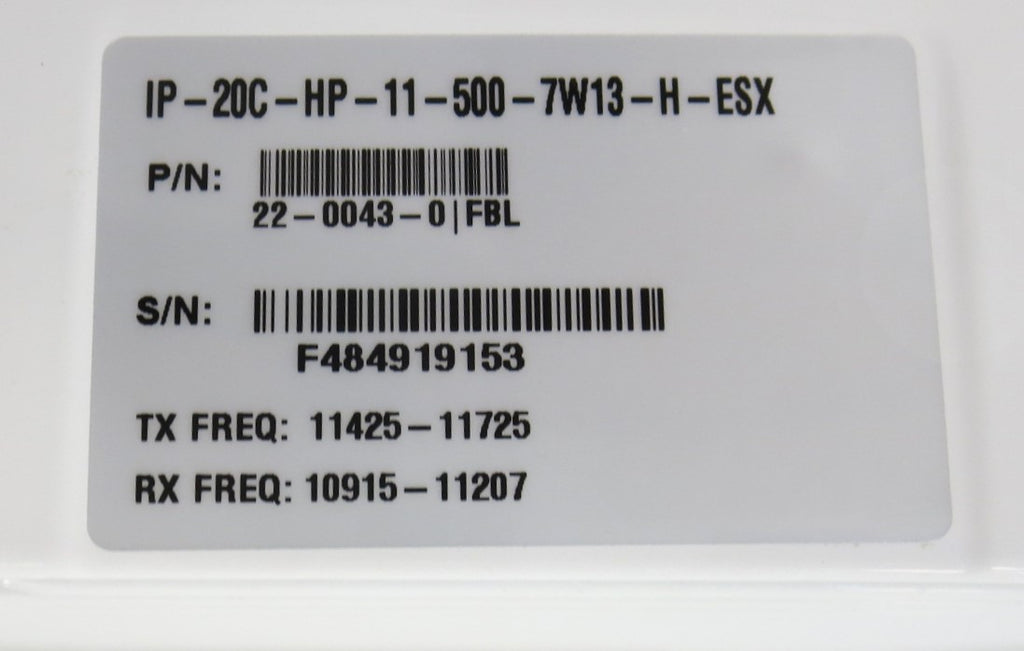 IP-20C-HP-11-500-7W13-H-ESX
P/N:
22-0043-0|FBL
S/N:
F484919153
TX FREQ: 11425-11725
RX FREQ: 10915-11207